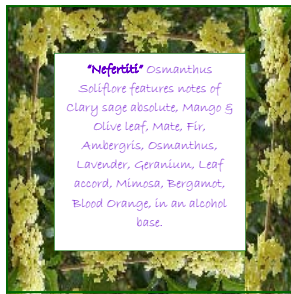 “Nefertiti” Osmanthus
Soliflore features notes of
Clary sage absolute, Mango &
Olive leaf, Mate, Fir,
Ambergris, Osmanthus,
Lavender, Geranium, Leaf
accord, Mimosa, Bergamot,
Blood Orange, in an alcohol
base.